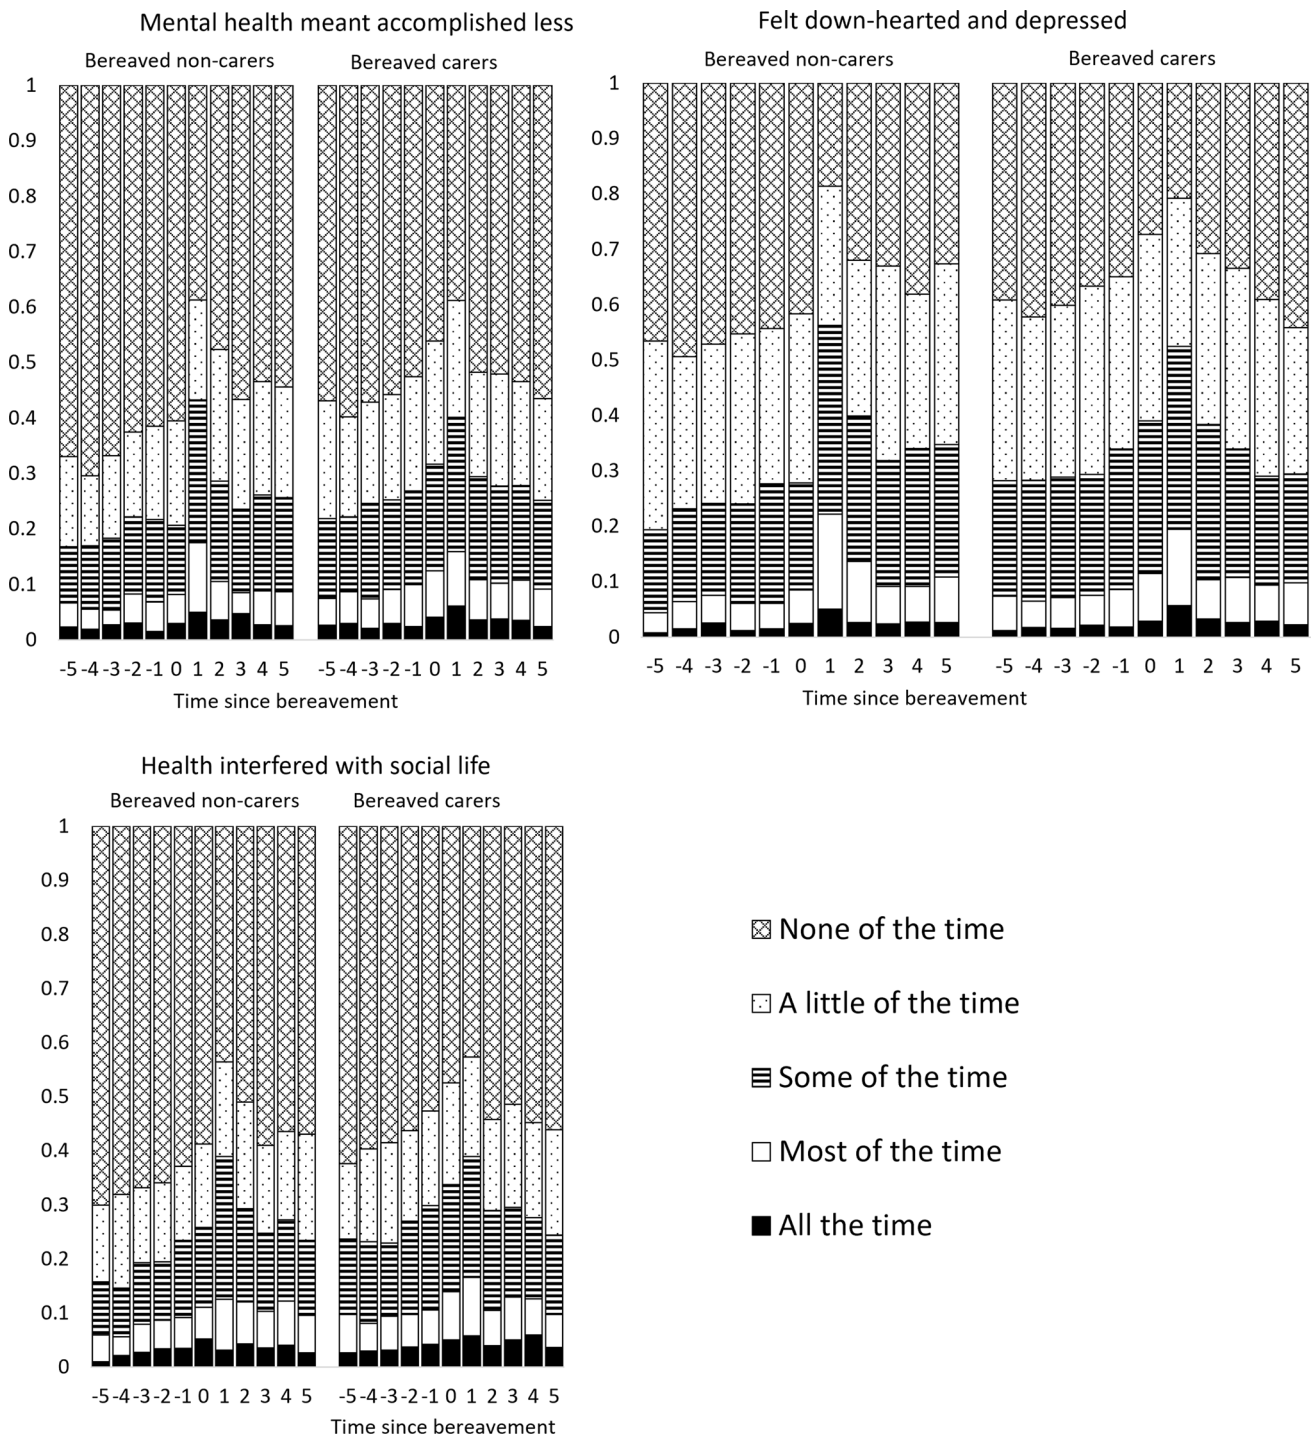 Mental health meant accomplished less
Bereaved non-carers Bereaved carers
1
0.9
0.8
0.7
0.6
0.5
0.4
0.3
0.2
0.1
0
-5 -4 -3 -2 -1 0 1 2 3 4 5 -5 -4 -3 -2 -1 0 1 2 3 4 5
Time since bereavement
Felt down-hearted and depressed
Bereaved non-carers Bereaved carers
1
0.9
0.8
0.7
0.6
0.5
0.4
0.3
0.2
0.1
0
-5 -4 -3 -2 -1 0 1 2 3 4 5 -5 -4 -3 -2 -1 0 1 2 3 4 5
Time since bereavement
Health interfered with social life
Bereaved non-carers Bereaved carers
1
0.9
0.8
0.7
0.6
0.5
0.4
0.3
0.2
0.1
0
-5 -4 -3 -2 -1 0 1 2 3 4 5 -5 -4 -3 -2 -1 0 1 2 3 4 5
Time since bereavement
None of the time
A little of the time
Some of the time
Most of the time
All the time